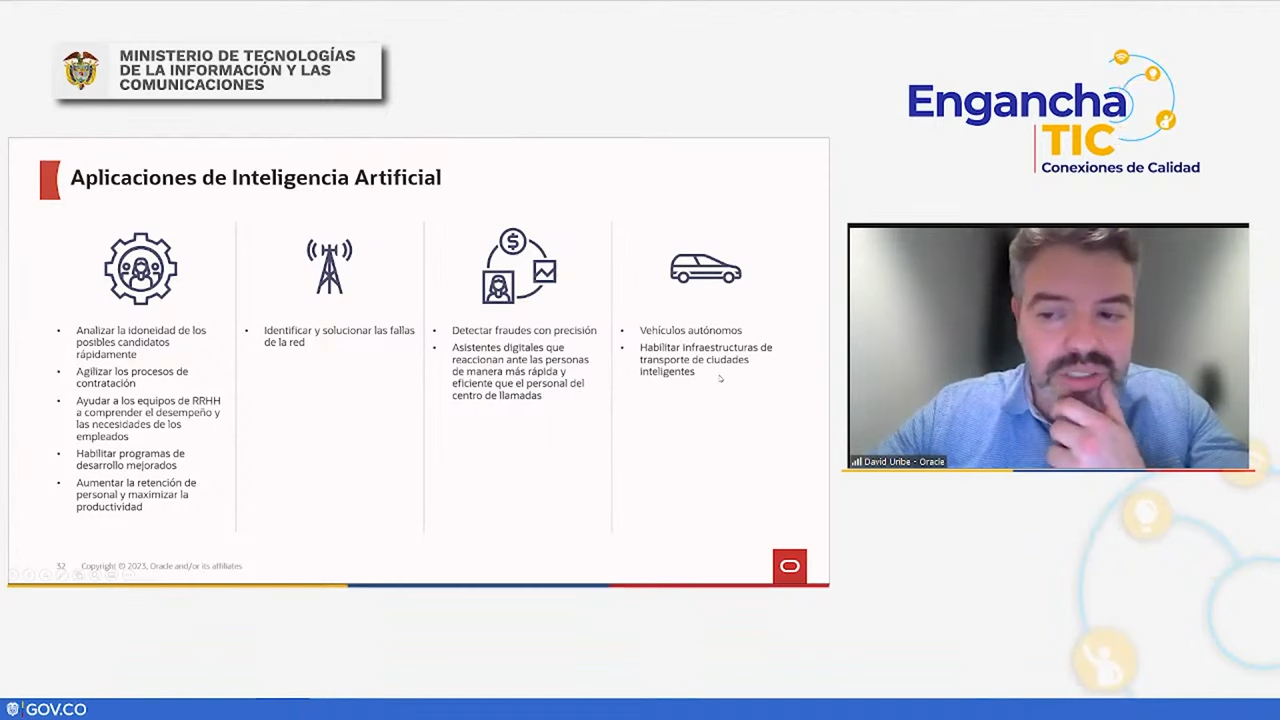 MINISTERIO DE TECNOLOGÍAS
DE LA INFORMACIÓN Y LAS
COMUNICACIONES
Engancha
TIC
Conexiones de Calidad
Aplicaciones de Inteligencia Artificial
• Analizar la idoneidad de los
posibles candidatos
rápidamente
• Agilizar los procesos de
contratación
• Ayudar a los equipos de RRHH
a comprender el desempeño y
las necesidades de los
empleados
• Habilitar programas de
desarrollo mejorados
• Aumentar la retención de
personal y maximizar la
productividad
• Identificar y solucionar las fallas
de la red
$
• Detectar fraudes con precisión
• Asistentes digitales que
reaccionan ante las personas
de manera más rápida y
eficiente que el personal del
centro de llamadas
• Vehículos autónomos
• Habilitar infraestructuras de
transporte de ciudades
inteligentes
32 Copyright © 2023, Oracle and/or its affiliates
David Uribe - Oracle
GOV.CO